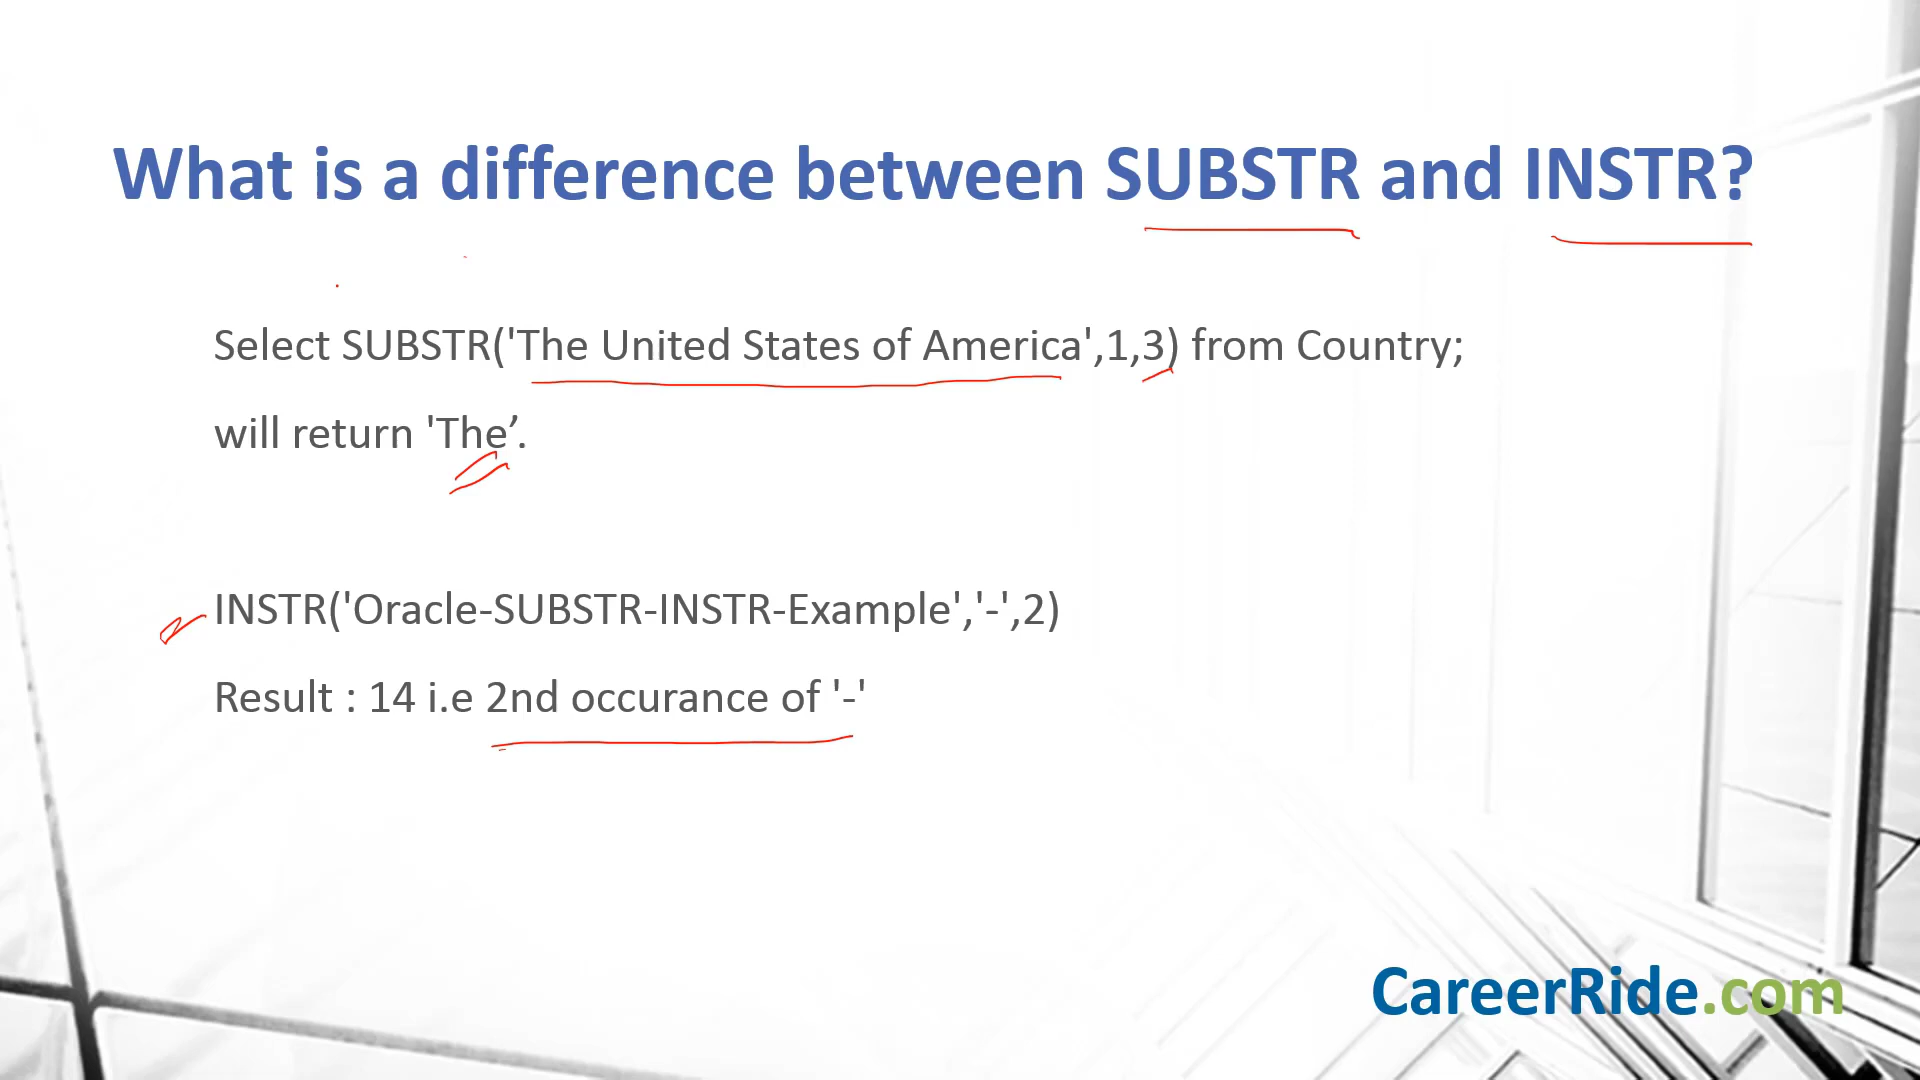 What is a difference between SUBSTR and INSTR?
Select SUBSTR('The United States of America',1,3) from Country;
will return 'The’.
INSTR('Oracle-SUBSTR-INSTR-Example','-',2)
Result : 14 i.e 2nd occurance of '-'
CareerRide.com